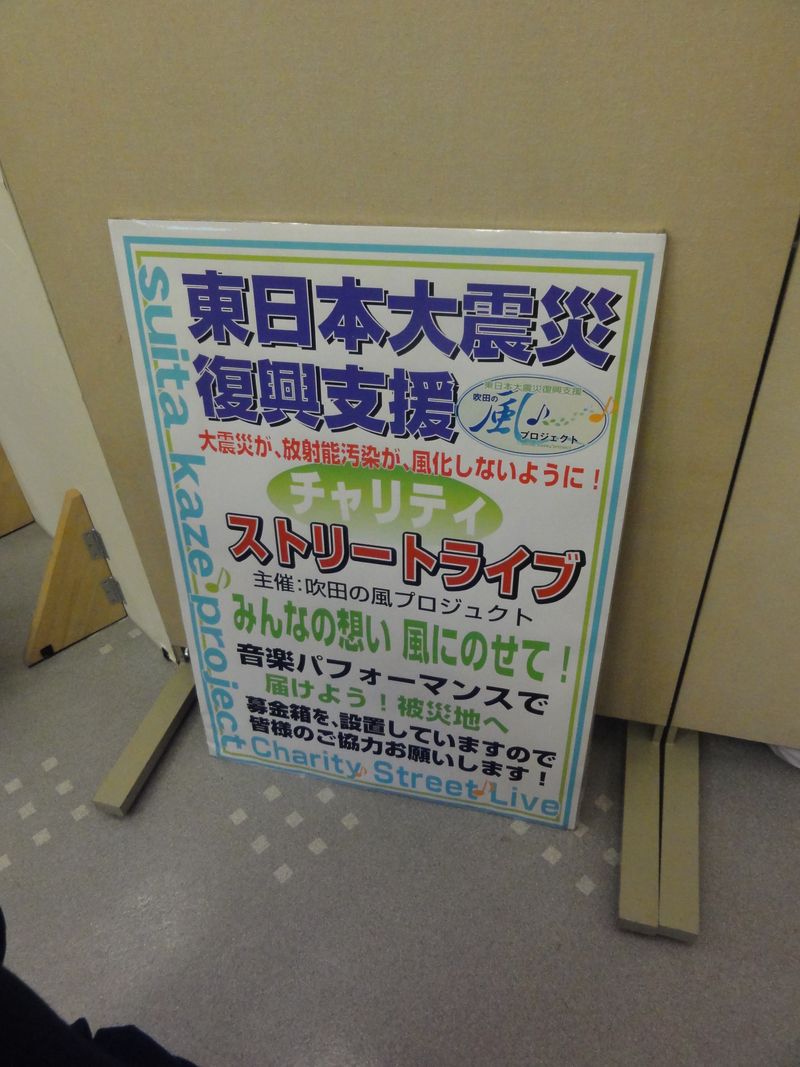 東日本大震災
復興支援
東日本大震災復興支援
吹田の
風
プロジェクト
大震災が、放射能汚染が、風化しないように！
チャリティ
ストリートライブ
主催：吹田の風プロジュクト
みんなの想い 風にのせて！
音楽パフォーマンスで
届けよう！被災地へ
募金箱を、設置していますので
皆様のご協力お願いします！
suita kaze project
Charity Street Live